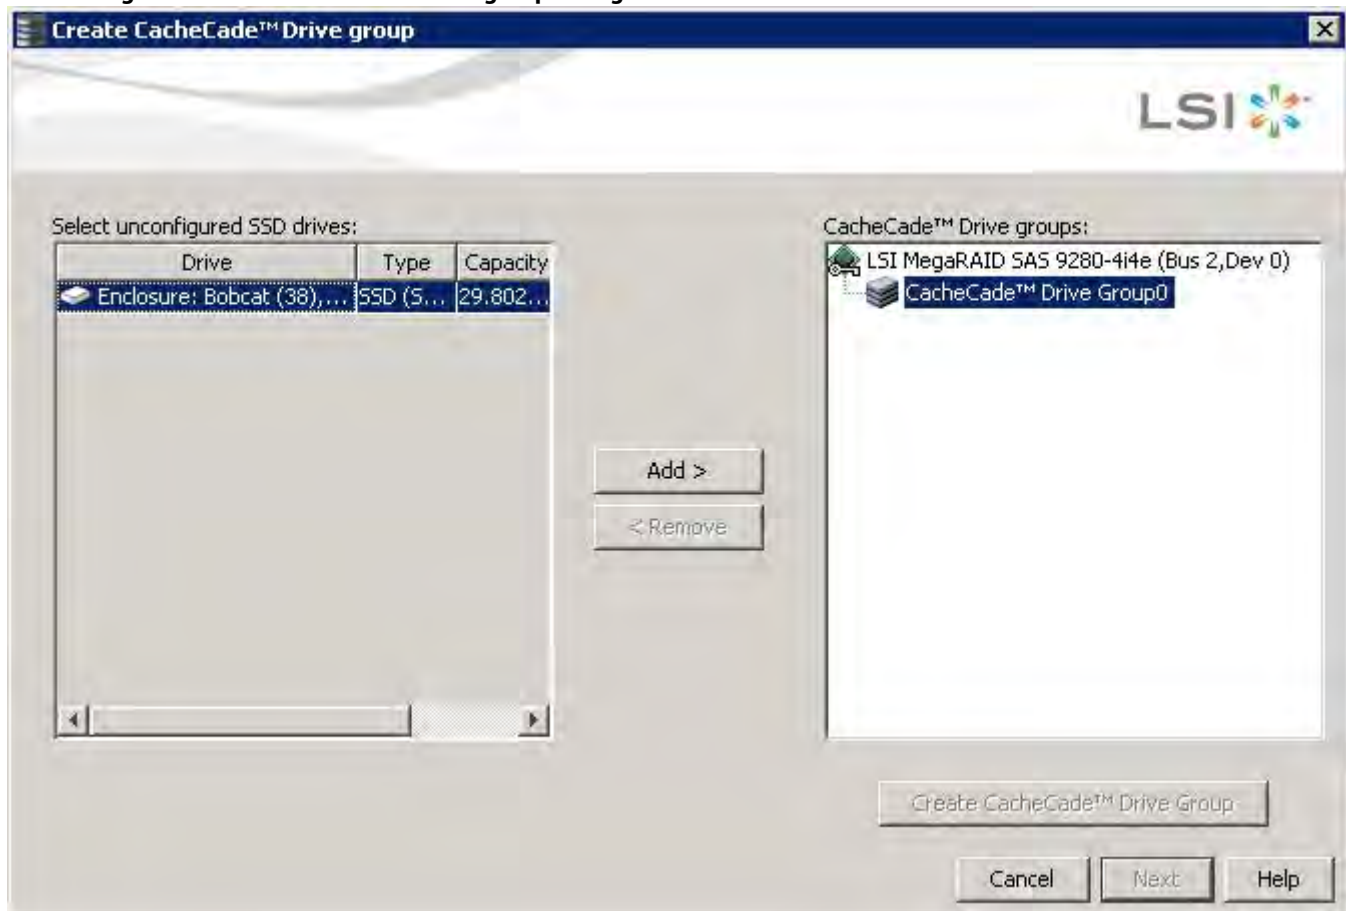 Create CacheCade™ Drive group
LSI
Select unconfigured SSD drives:
Drive Type Capacity
Enclosure: Bobcat (38),... SSD (S... 29.802...
Add >
< Remove
CacheCade™ Drive groups:
LSI MegaRAID SAS 9280-4i4e (Bus 2,Dev 0)
CacheCade™ Drive Group0
Create CacheCade™ Drive Group
Cancel Next Help